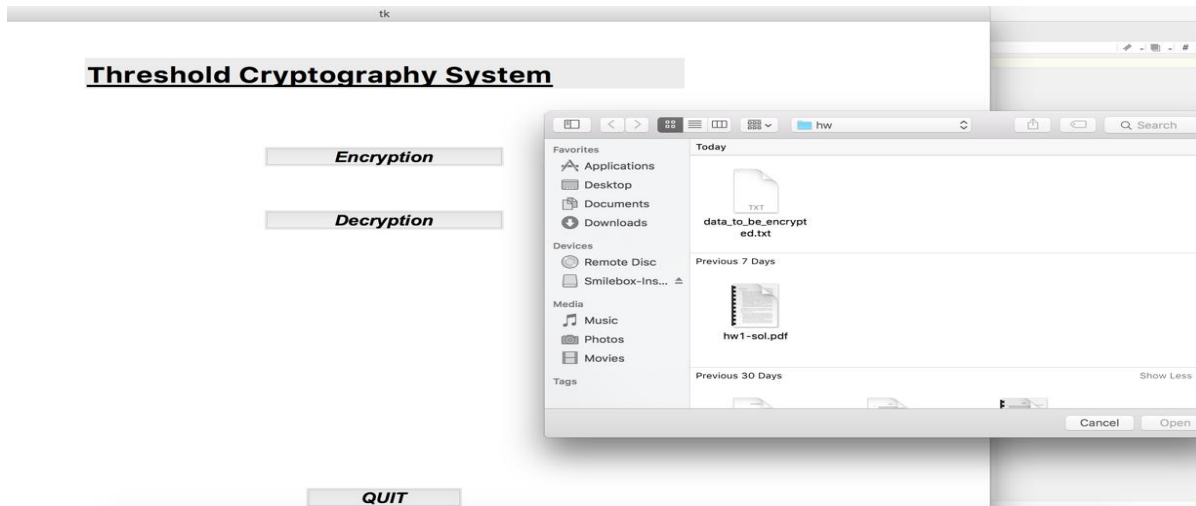 tk
Threshold Cryptography System
Encryption
Decryption
QUIT
hw
Search
Favorites
Applications
Desktop
Documents
Downloads
Devices
Remote Disc
Smilebox-Ins...
Media
Music
Photos
Movies
Tags
Today
TXT
data_to_be_encrypt
ed.txt
Previous 7 Days
hw1-sol.pdf
Previous 30 Days
Show Less
Cancel
Open
#